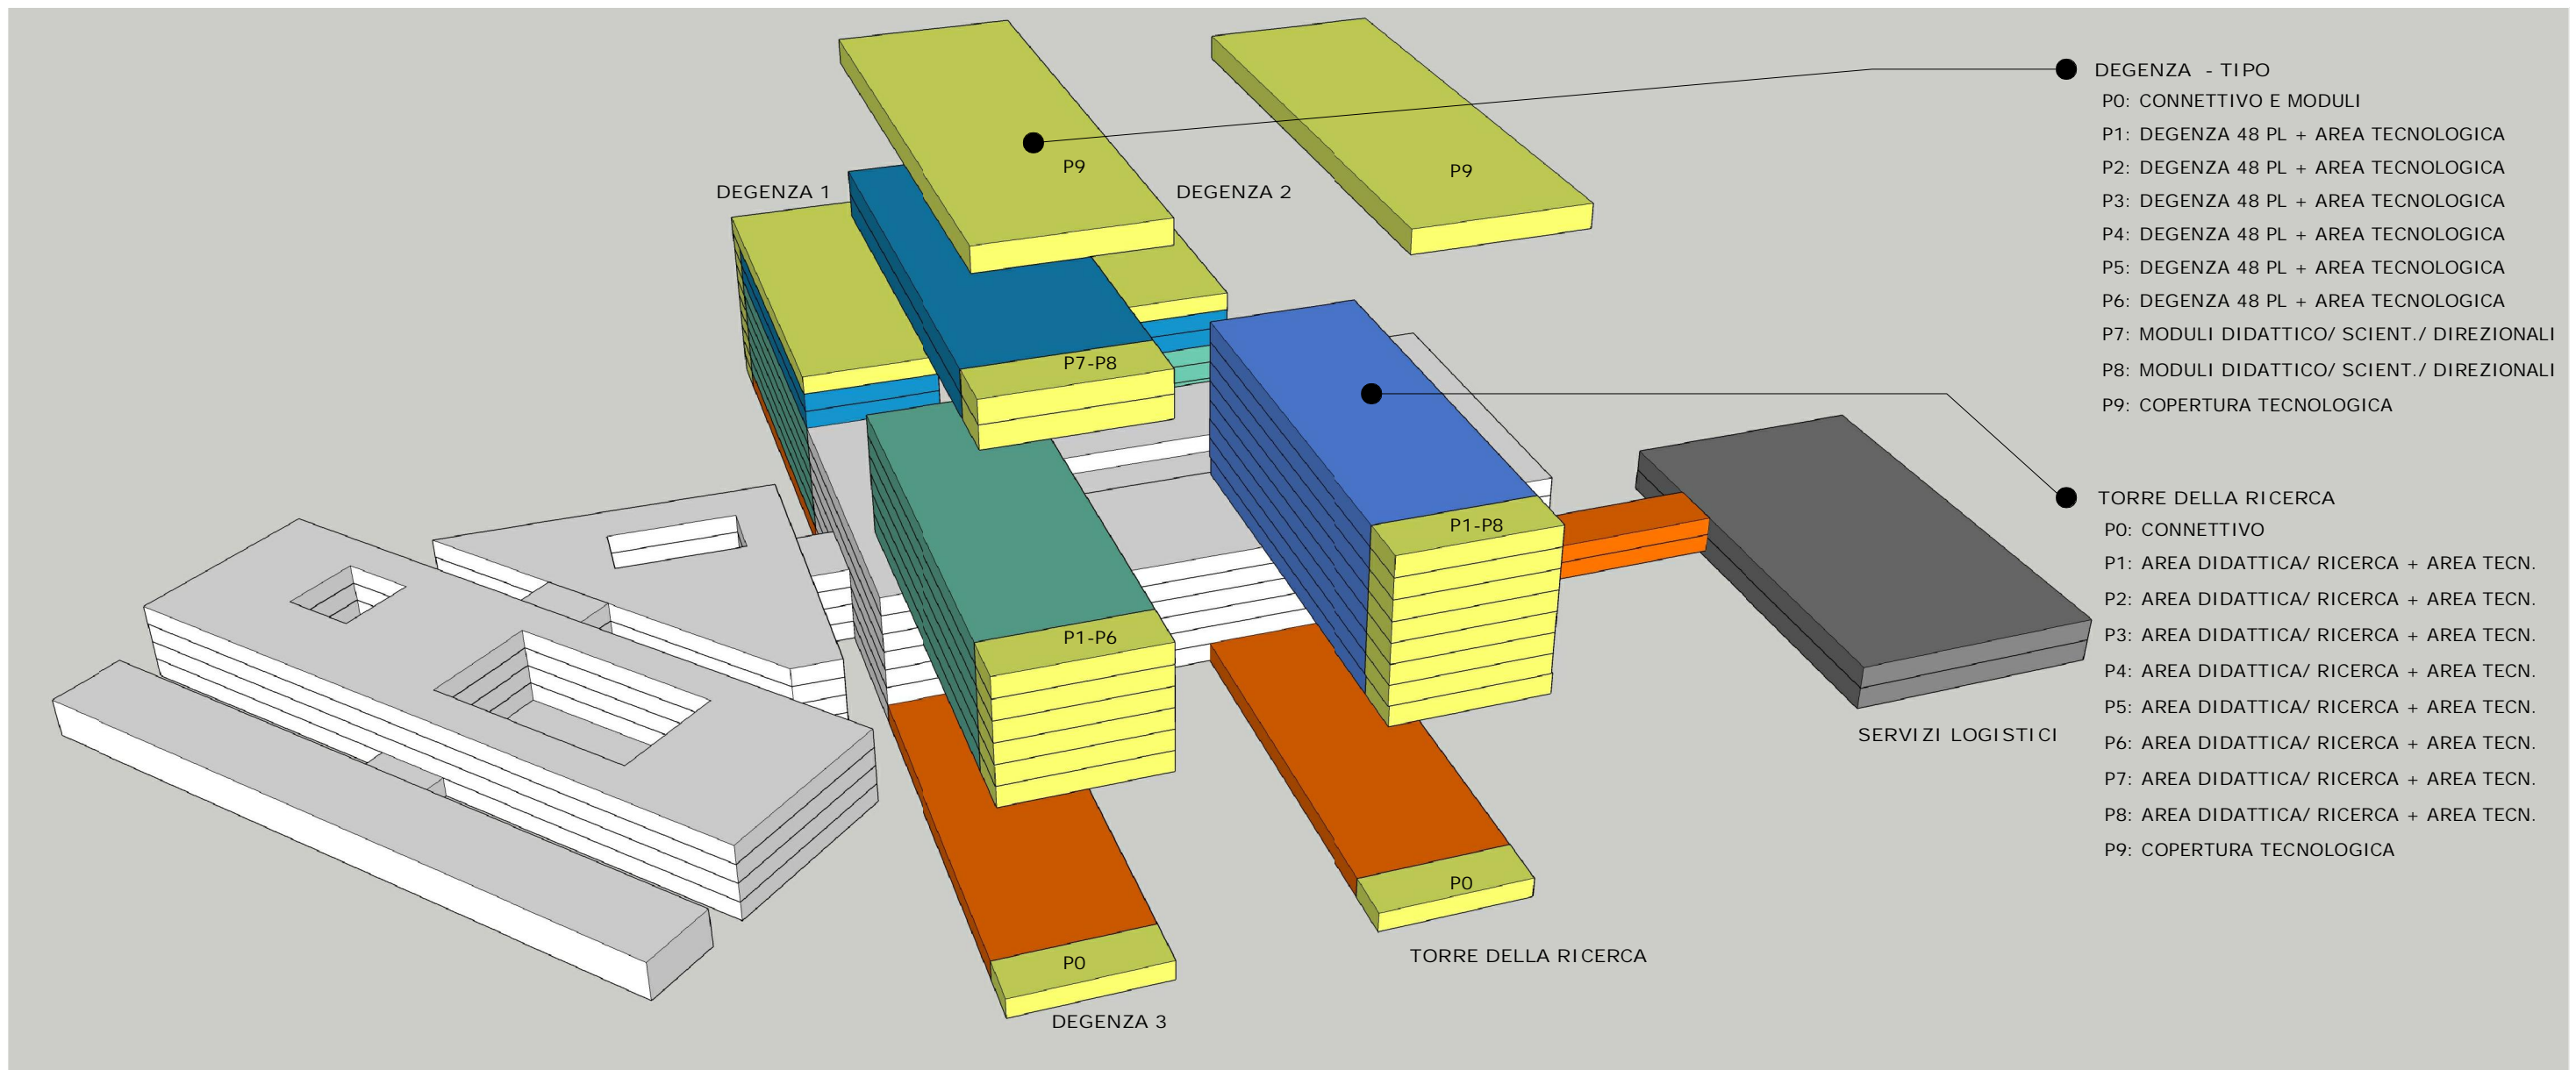 DEGENZA - TIPO
P0: CONNETTIVO E MODULI
P1: DEGENZA 48 PL + AREA TECNOLOGICA
P2: DEGENZA 48 PL + AREA TECNOLOGICA
P3: DEGENZA 48 PL + AREA TECNOLOGICA
P4: DEGENZA 48 PL + AREA TECNOLOGICA
P5: DEGENZA 48 PL + AREA TECNOLOGICA
P6: DEGENZA 48 PL + AREA TECNOLOGICA
P7: MODULI DIDATTICO/ SCIENT./ DIREZIONALI
P8: MODULI DIDATTICO/ SCIENT./ DIREZIONALI
P9: COPERTURA TECNOLOGICA
P9
P9
DEGENZA 1
DEGENZA 2
P7-P8
P1-P8
P1-P6
TORRE DELLA RICERCA
P0: CONNETTIVO
P1: AREA DIDATTICA/ RICERCA + AREA TECN.
P2: AREA DIDATTICA/ RICERCA + AREA TECN.
P3: AREA DIDATTICA/ RICERCA + AREA TECN.
P4: AREA DIDATTICA/ RICERCA + AREA TECN.
P5: AREA DIDATTICA/ RICERCA + AREA TECN.
P6: AREA DIDATTICA/ RICERCA + AREA TECN.
P7: AREA DIDATTICA/ RICERCA + AREA TECN.
P8: AREA DIDATTICA/ RICERCA + AREA TECN.
P9: COPERTURA TECNOLOGICA
SERVIZI LOGISTICI
P0
TORRE DELLA RICERCA
P0
DEGENZA 3